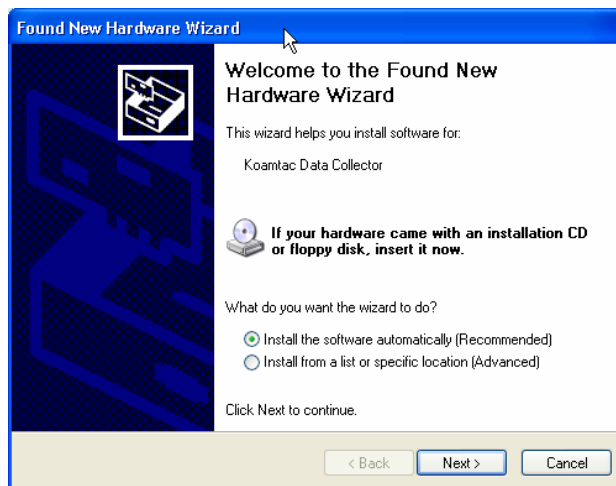 Found New Hardware Wizard
Welcome to the Found New
Hardware Wizard
This wizard helps you install software for:
Koamtac Data Collector
If your hardware came with an installation CD
or floppy disk, insert it now.
What do you want the wizard to do?
Install the software automatically (Recommended)
Install from a list or specific location (Advanced)
Click Next to continue.
< Back
Next >
Cancel